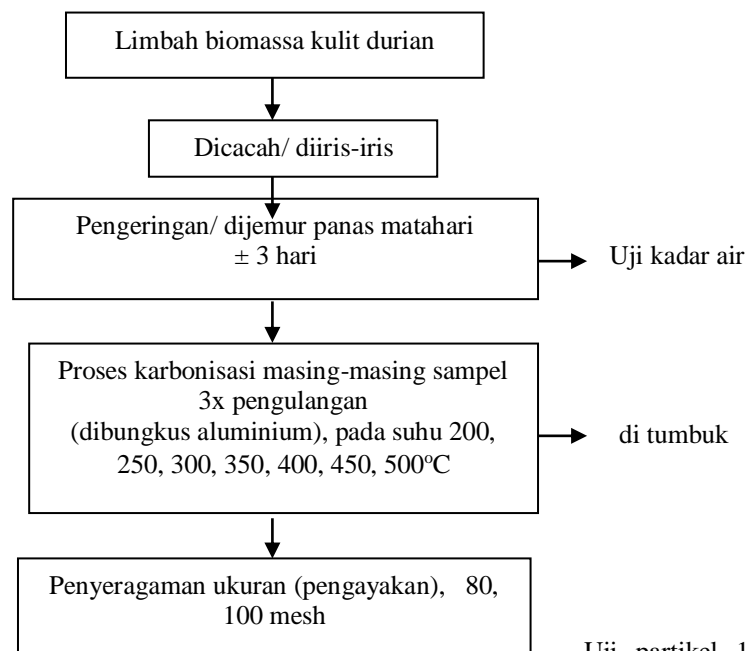 Limbah biomassa kulit durian
Dicacah/ diiris-iris
Pengeringan/ dijemur panas matahari
± 3 hari
Uji kadar air
Proses karbonisasi masing-masing sampel
3x pengulangan
(dibungkus aluminium), pada suhu 200,
250, 300, 350, 400, 450, 500°C
di tumbuk
Penyeragaman ukuran (pengayakan), 80,
100 mesh
Uji partikel 1